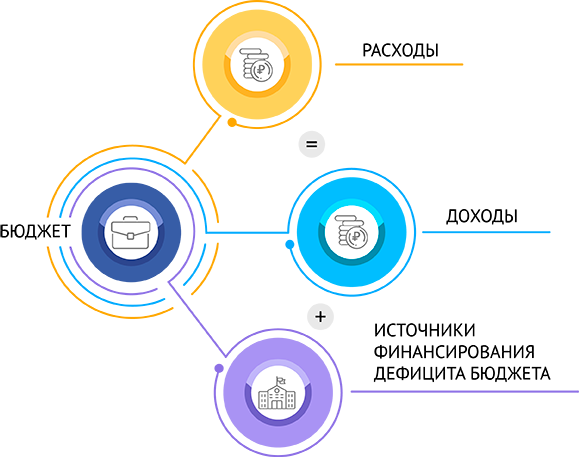 РАСХОДЫ
=
БЮДЖЕТ
ДОХОДЫ
+
ИСТОЧНИКИ
ФИНАНСИРОВАНИЯ
ДЕФИЦИТА БЮДЖЕТА